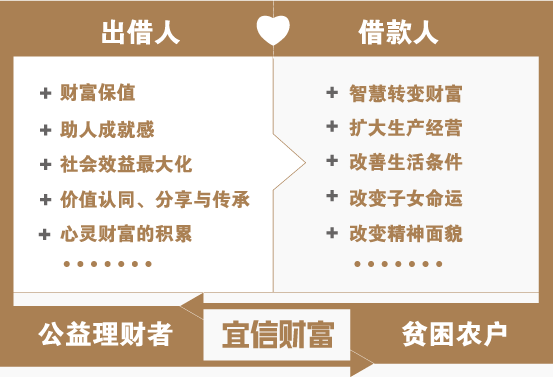 出借人
借款人
+ 财富保值
+ 助人成就感
+ 社会效益最大化
+ 价值认同、分享与传承
+ 心灵财富的积累
•••••••
+ 智慧转变财富
+ 扩大生产经营
+ 改善生活条件
+ 改变子女命运
+ 改变精神面貌
•••••••
公益理财者
宜信财富
贫困农户